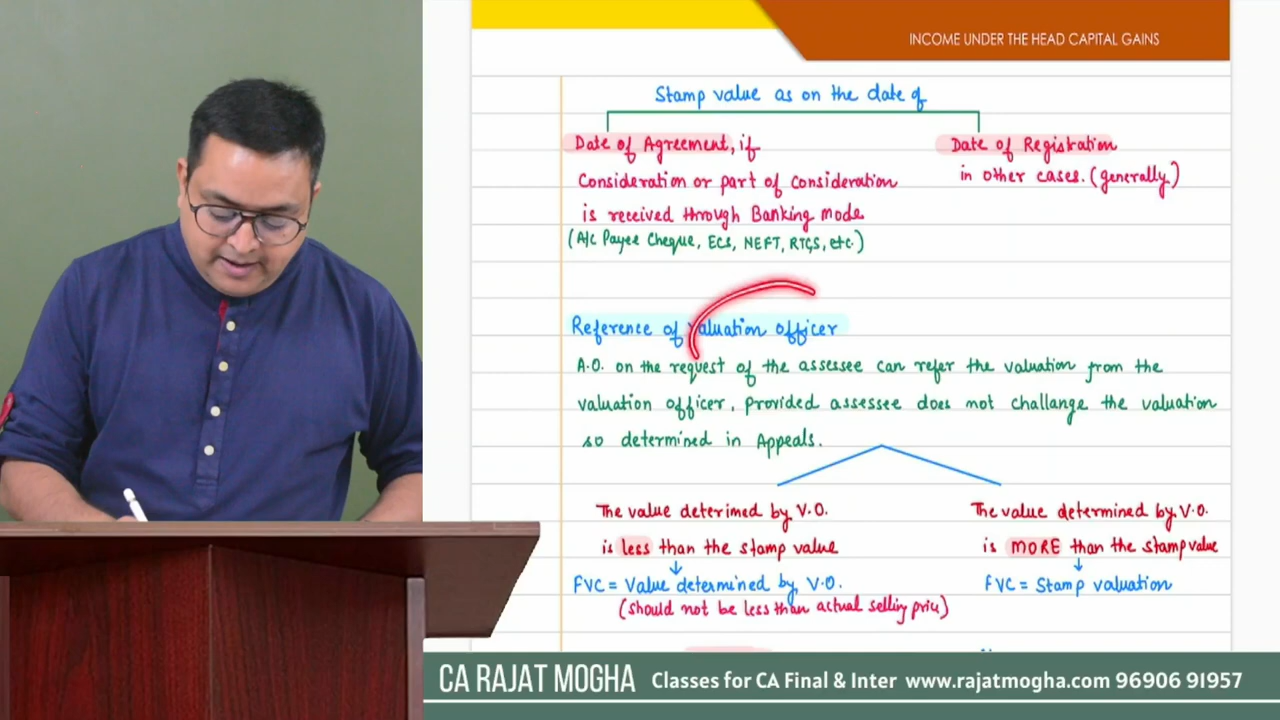 INCOME UNDER THE HEAD CAPITAL GAINS
Stamp value as on the date of
Date of Agreement, if
Consideration or part of consideration
is received through Banking mode
(A/c Payee Cheque, ECS, NEFT, RTGS, etc.)
Date of Registration
in other cases. (generally)
Reference of valuation officer
A.O. on the request of the assessee can refer the valuation from the
valuation officer, provided assessee does not challange the valuation
so determined in Appeals.
The value deterimed by V.O.
is less than the stamp value
↓
FVC = Value determined by V.O.
(should not be less than actual selling price)
The value determined by V.O.
is MORE than the stamp value
↓
FVC = Stamp valuation
CA RAJAT MOGHA Classes for CA Final & Inter www.rajatmogha.com 96906 91957